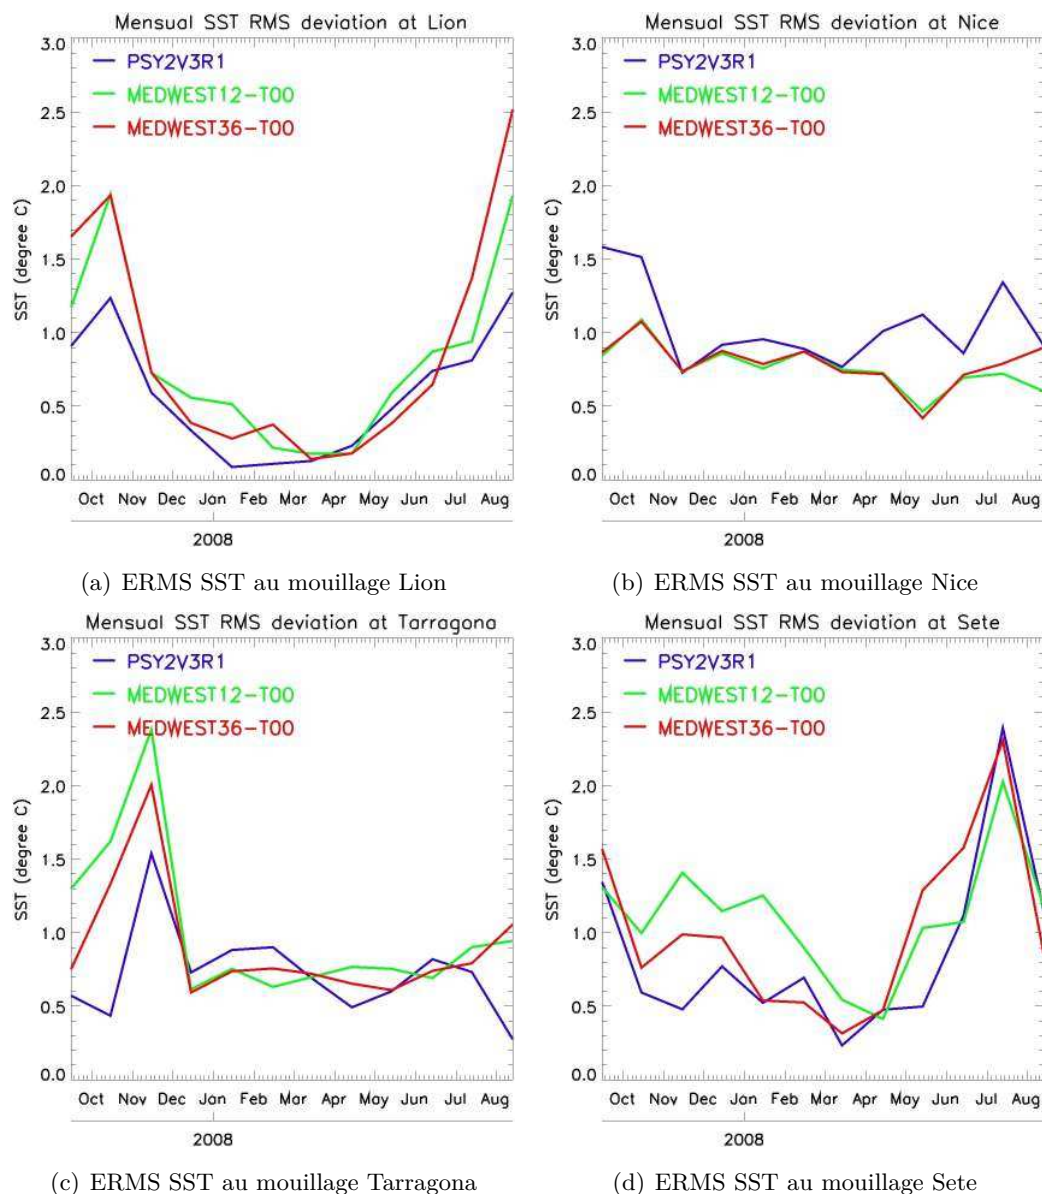 Mensual SST RMS deviation at Lion
3.0
2.5
2.0
1.5
1.0
0.5
0.0
SST (degree C)
PSY2V3R1
MEDWEST12-T00
MEDWEST36-T00
Oct Nov Dec Jan Feb Mar Apr May Jun Jul Aug
2008
(a) ERMS SST au mouillage Lion
Mensual SST RMS deviation at Nice
3.0
2.5
2.0
1.5
1.0
0.5
0.0
SST (degree C)
PSY2V3R1
MEDWEST12-T00
MEDWEST36-T00
Oct Nov Dec Jan Feb Mar Apr May Jun Jul Aug
2008
(b) ERMS SST au mouillage Nice
Mensual SST RMS deviation at Tarragona
3.0
2.5
2.0
1.5
1.0
0.5
0.0
SST (degree C)
PSY2V3R1
MEDWEST12-T00
MEDWEST36-T00
Oct Nov Dec Jan Feb Mar Apr May Jun Jul Aug
2008
(c) ERMS SST au mouillage Tarragona
Mensual SST RMS deviation at Sete
3.0
2.5
2.0
1.5
1.0
0.5
0.0
SST (degree C)
PSY2V3R1
MEDWEST12-T00
MEDWEST36-T00
Oct Nov Dec Jan Feb Mar Apr May Jun Jul Aug
2008
(d) ERMS SST au mouillage Sete